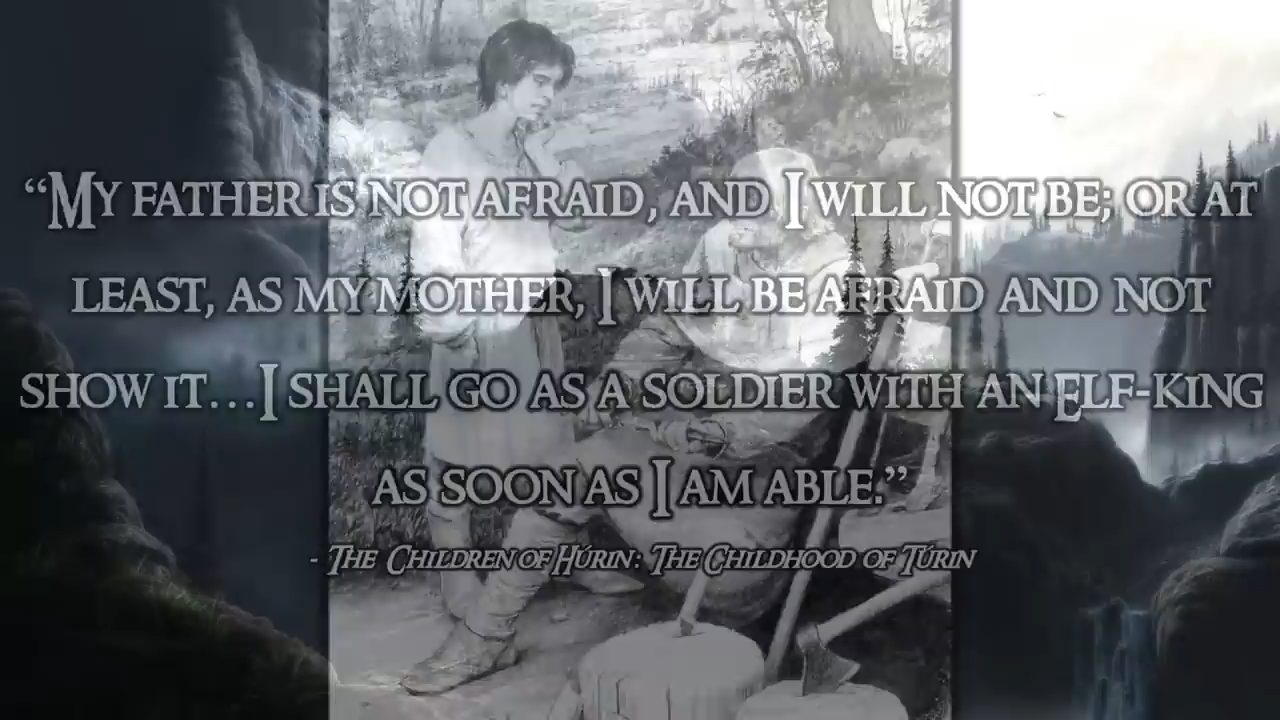 “My father is not afraid, and I will not be; or at
least, as my mother, I will be afraid and not
show it...I shall go as a soldier with an Elf-king
as soon as I am able.”
- The Children of Húrin: The Childhood of Túrin